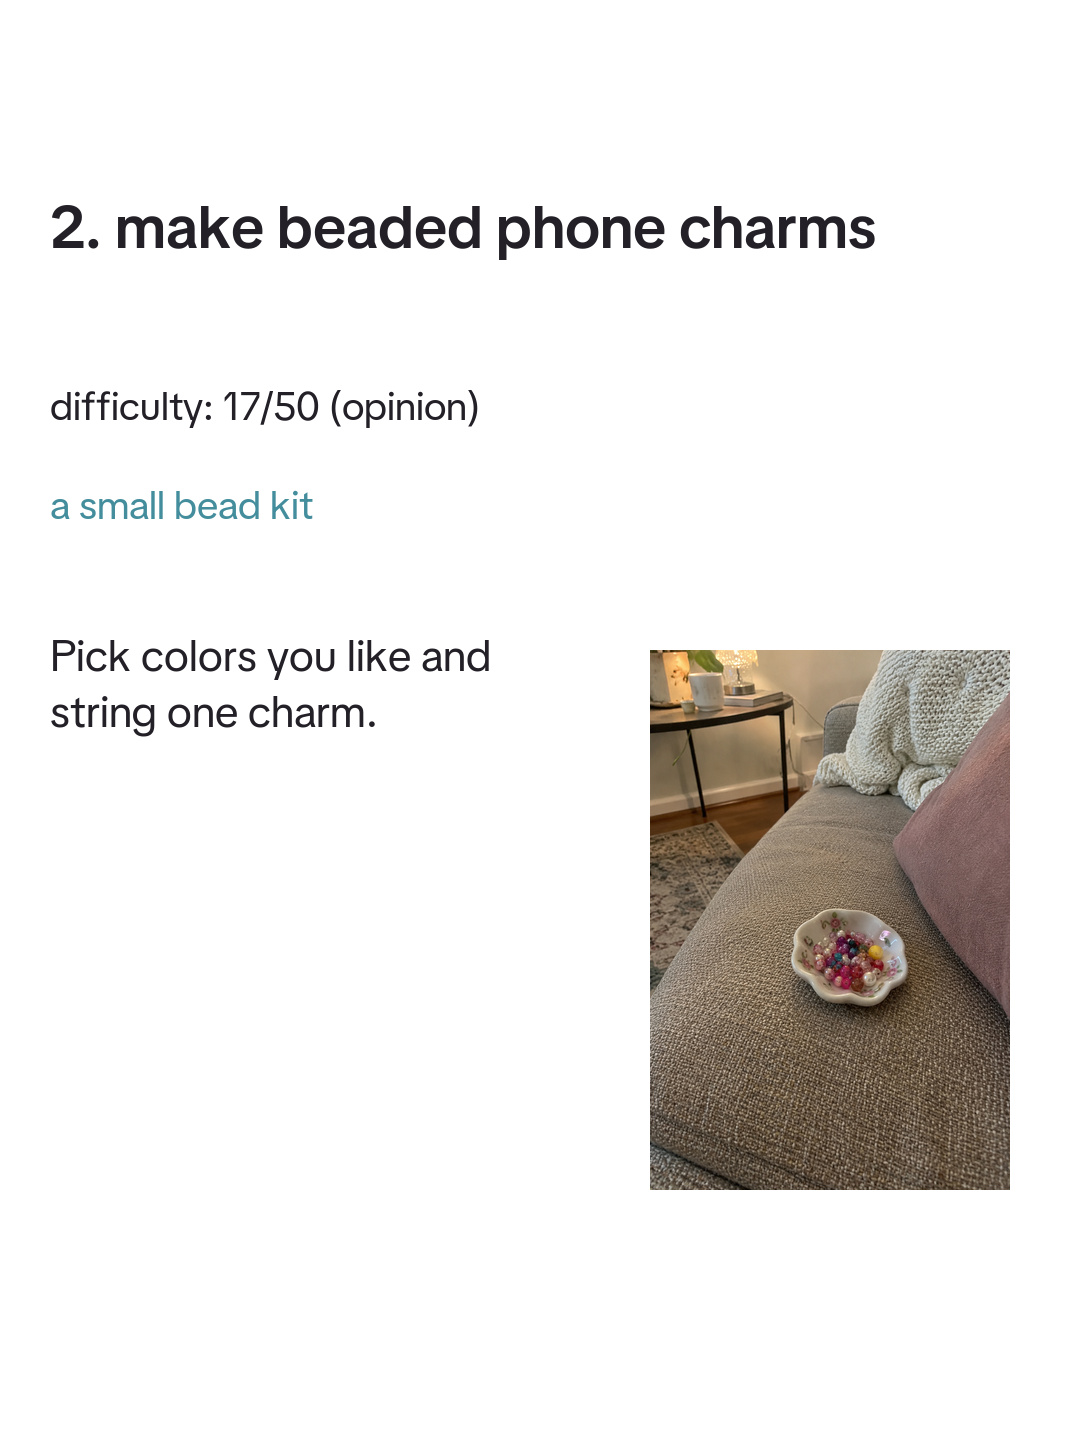 2. make beaded phone charms
difficulty: 17/50 (opinion)
a small bead kit
Pick colors you like and
string one charm.